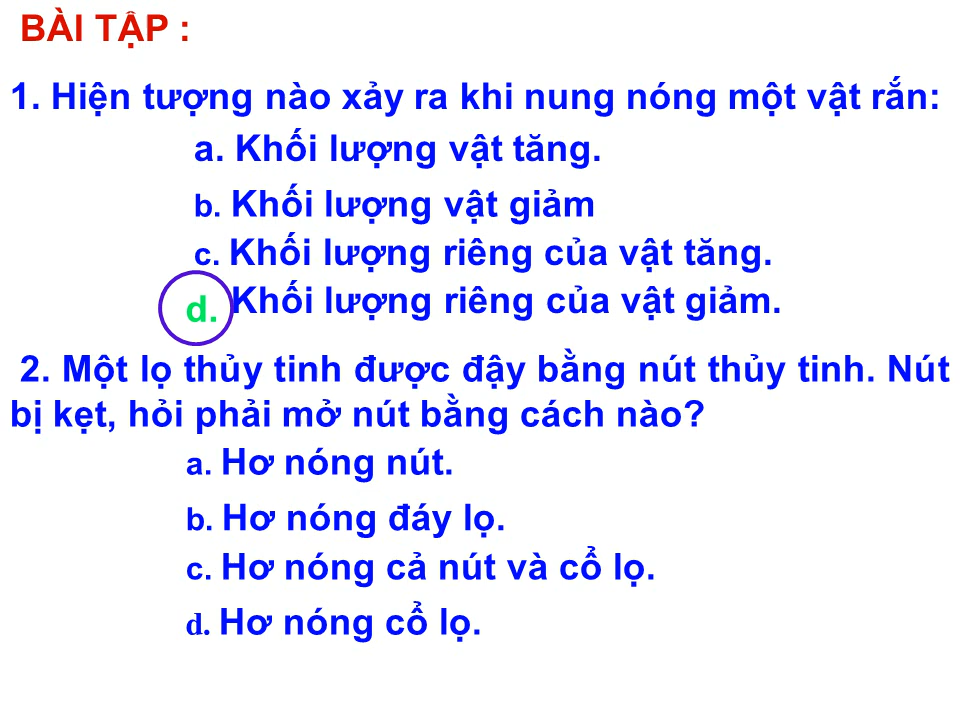 BÀI TẬP :
1. Hiện tượng nào xảy ra khi nung nóng một vật rắn:
a. Khối lượng vật tăng.
b. Khối lượng vật giảm
c. Khối lượng riêng của vật tăng.
d. Khối lượng riêng của vật giảm.
2. Một lọ thủy tinh được đậy bằng nút thủy tinh. Nút
bị kẹt, hỏi phải mở nút bằng cách nào?
a. Hơ nóng nút.
b. Hơ nóng đáy lọ.
c. Hơ nóng cả nút và cổ lọ.
d. Hơ nóng cổ lọ.